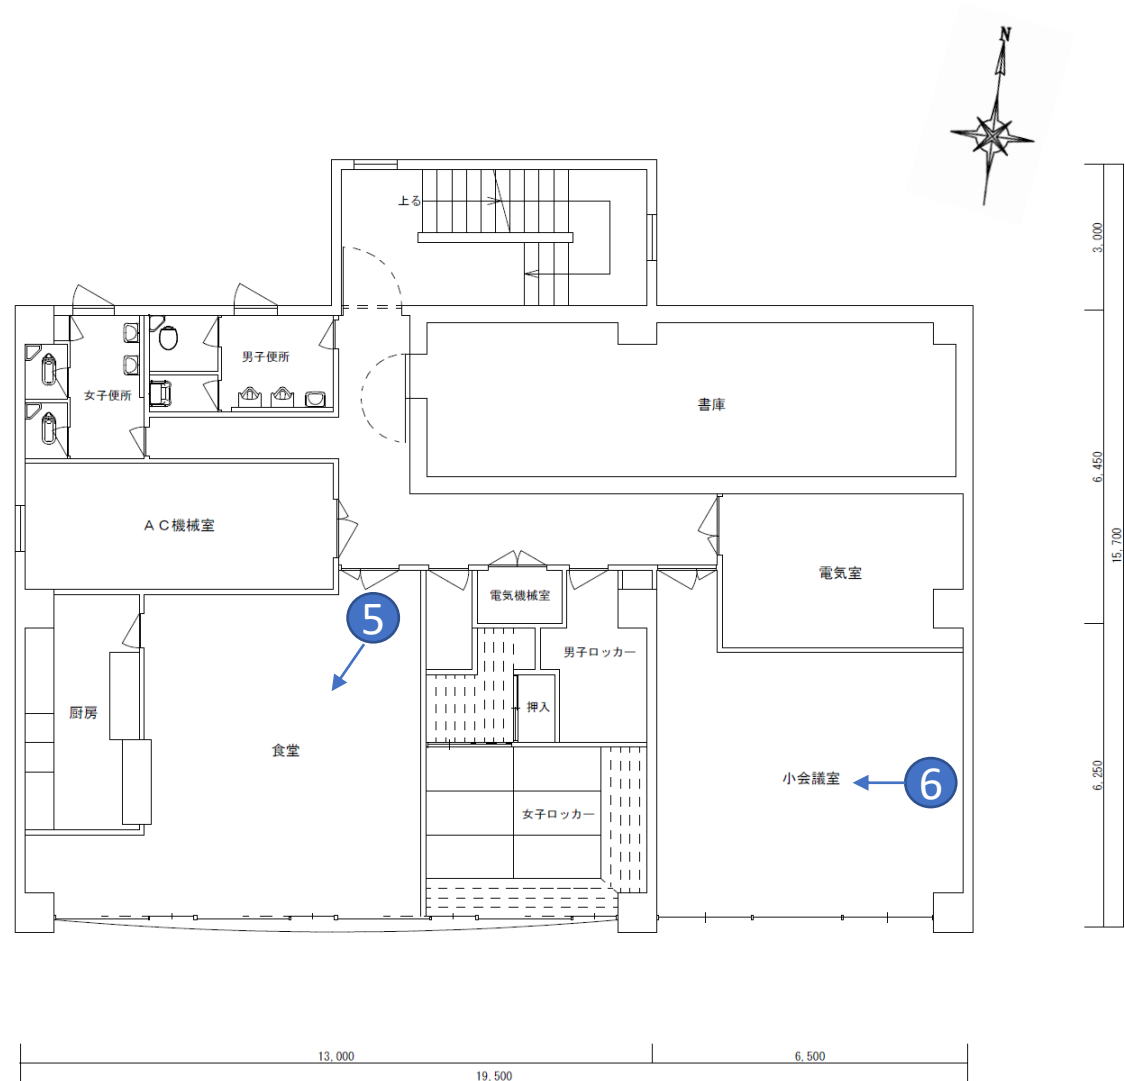 N
上る
3,000
男子便所
女子便所
書庫
6,450
ＡＣ機械室
15,700
電気室
電気機械室
5
男子ロッカー
押入
厨房
食堂
小会議室
6
6,250
女子ロッカー
13,000
6,500
19,500